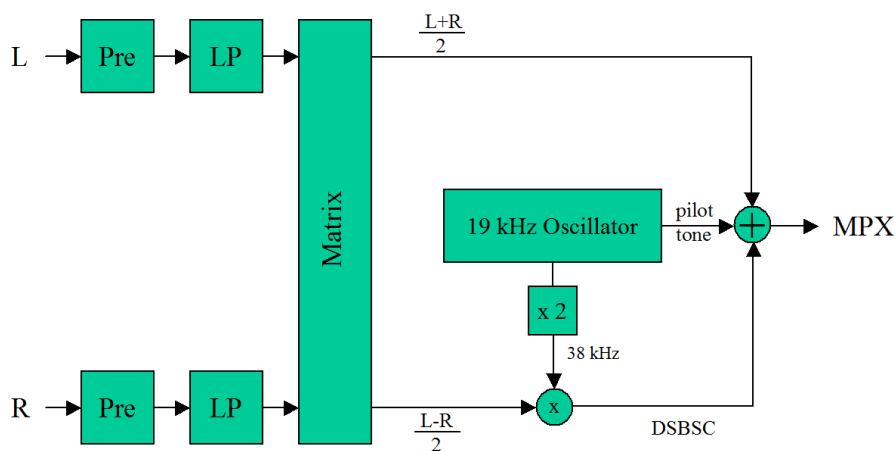 L
Pre
LP
Matrix
L+R
2
19 kHz Oscillator
pilot
tone
+
MPX
x 2
38 kHz
R
Pre
LP
L-R
2
x
DSBSC